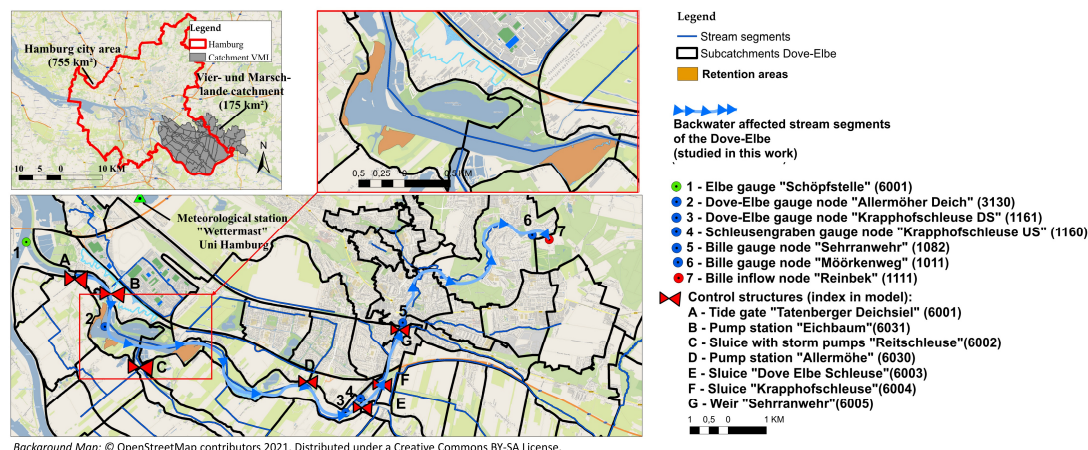 Legend
Hamburg
Catchment VML
Hamburg city area
(755 km²)
Vier- und Marsch-
lande catchment
(175 km²)
N
10 5 0 10 KM
0,5 0,25 0 0,5 KM
Meteorological station
"Wettermast"
Uni Hamburg
1
A
B
2
C
D
3
4
E
F
G
5
6
7
Legend
Stream segments
Subcatchments Dove-Elbe
Retention areas
Backwater affected stream segments
of the Dove-Elbe
(studied in this work)
1 - Elbe gauge "Schöpfstelle" (6001)
2 - Dove-Elbe gauge node "Allermöher Deich" (3130)
3 - Dove-Elbe gauge node "Krapphofschleuse DS" (1161)
4 - Schleusengraben gauge node "Krapphofschleuse US" (1160)
5 - Bille gauge node "Sehrranwehr" (1082)
6 - Bille gauge node "Möörkenweg" (1011)
7 - Bille inflow node "Reinbek" (1111)
Control structures (index in model):
A - Tide gate "Tatenberger Deichsiel" (6001)
B - Pump station "Eichbaum"(6031)
C - Sluice with storm pumps "Reitschleuse"(6002)
D - Pump station "Allermöhe" (6030)
E - Sluice "Dove Elbe Schleuse"(6003)
F - Sluice "Krapphofschleuse"(6004)
G - Weir "Sehrranwehr"(6005)
1 0,5 0 1 KM
Background Map: © OpenStreetMap contributors 2021, Distributed under a Creative Commons BY-SA License.